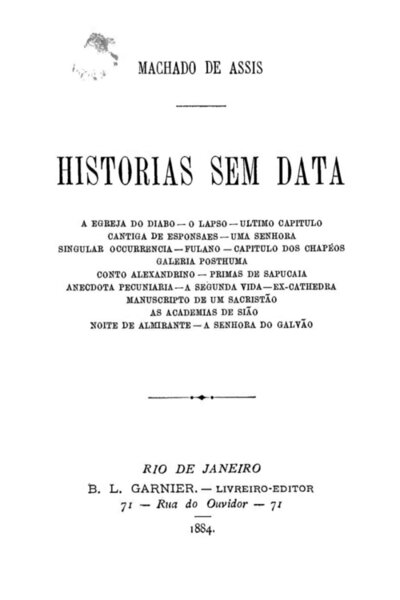 MACHADO DE ASSIS
HISTORIAS SEM DATA
A EGREJA DO DIABO — O LAPSO — ULTIMO CAPITULO
CANTIGA DE ESPONSAES — UMA SENHORA
SINGULAR OCCURRENCIA — FULANO — CAPITULO DOS CHAPÉOS
GALERIA POSTHUMA
CONTO ALEXANDRINO — PRIMAS DE SAPUCAIA
ANECDOTA PECUNIARIA — A SEGUNDA VIDA — EX-CATHEDRA
MANUSCRIPTO DE UM SACRISTÃO
AS ACADEMIAS DE SIÃO
NOITE DE ALMIRANTE — A SENHORA DO GALVÃO
RIO DE JANEIRO
B. L. GARNIER. — LIVREIRO-EDITOR
71 — Rua do Ouvidor — 71
1884.